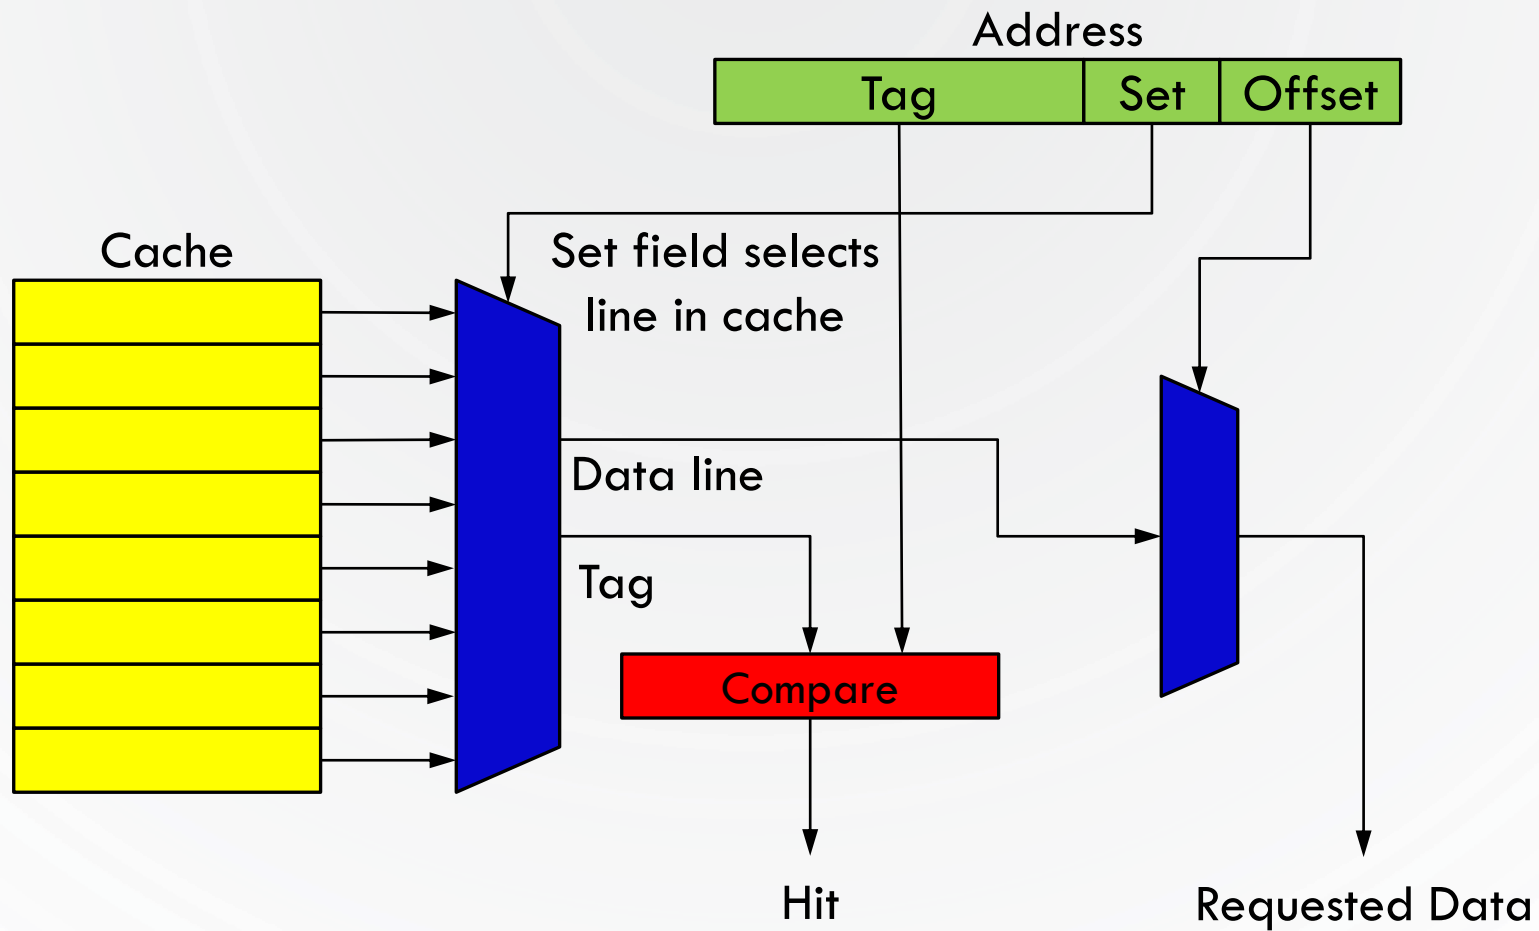 Address
Tag Set Offset
Cache
Set field selects
line in cache
Data line
Tag
Compare
Hit
Requested Data